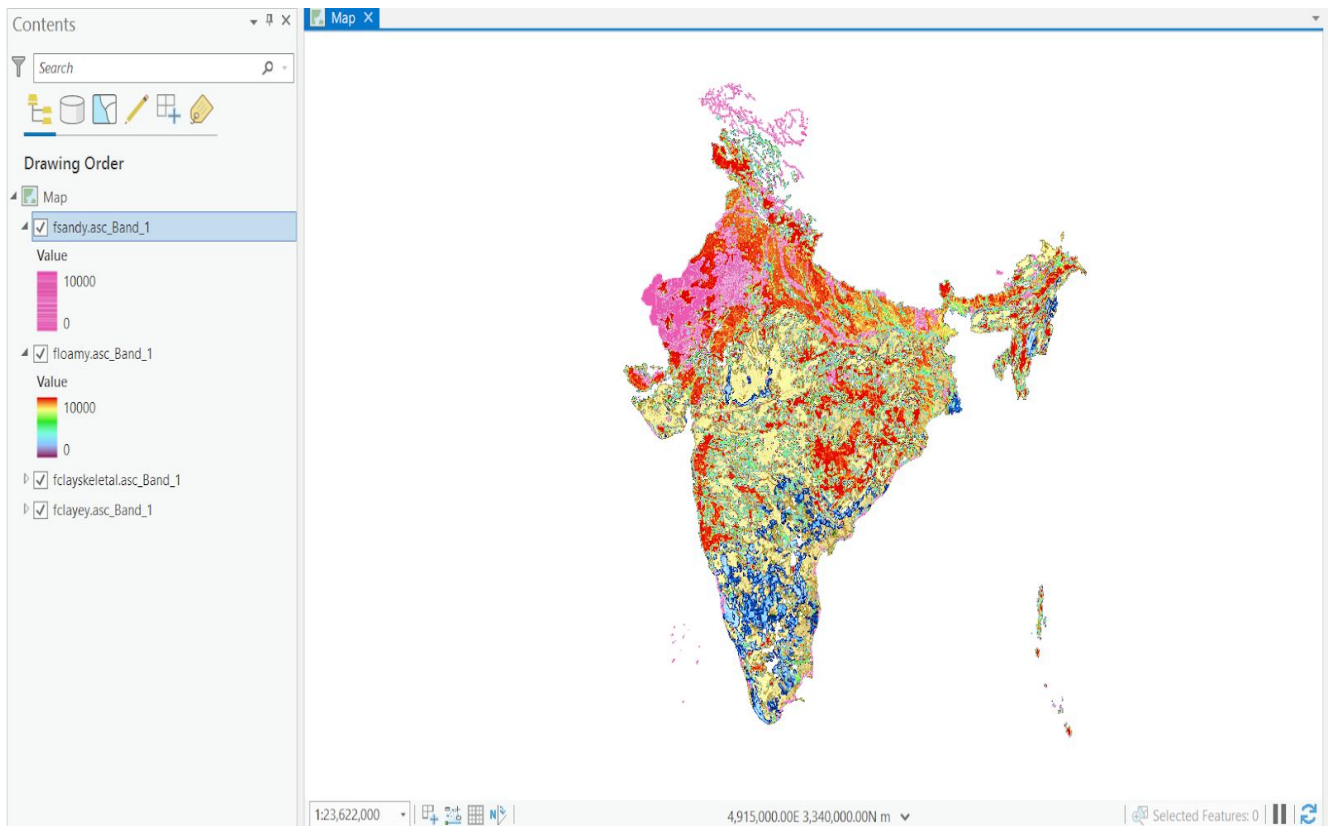 Contents
Map
Search
Drawing Order
Map
fsandy.asc_Band_1
Value
10000
0
floamy.asc_Band_1
Value
10000
0
fclayskeletal.asc_Band_1
fclayey.asc_Band_1
1:23,622,000
4,915,000.00E 3,340,000.00N m
Selected Features: 0